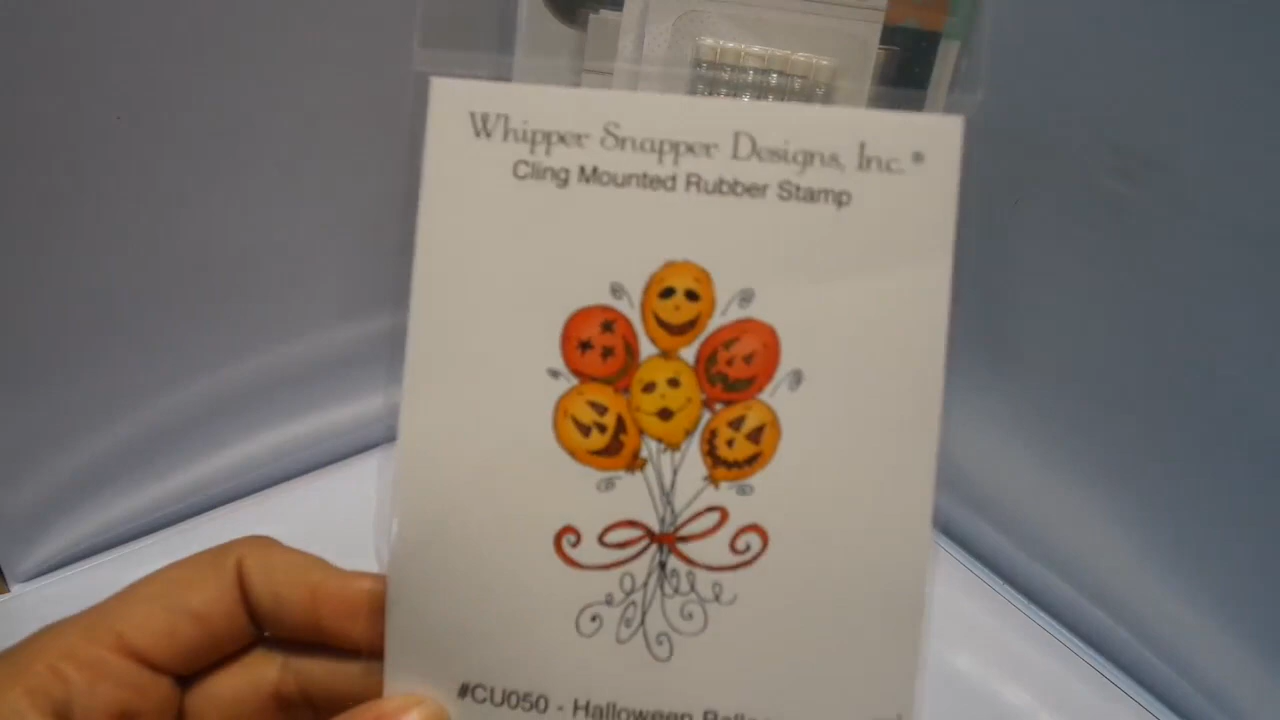 Whipper Snapper Designs, Inc.®
Cling Mounted Rubber Stamp
#CU050 - Halloween